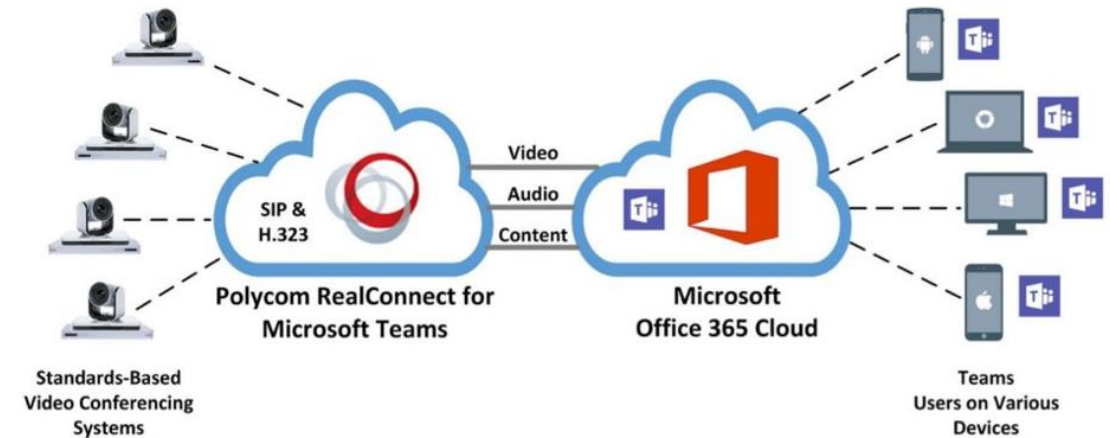 SIP &
H.323
Video
Audio
Content
Polycom RealConnect for
Microsoft Teams
Microsoft
Office 365 Cloud
Standards-Based
Video Conferencing
Systems
Teams
Users on Various
Devices
T
T
T
T
T